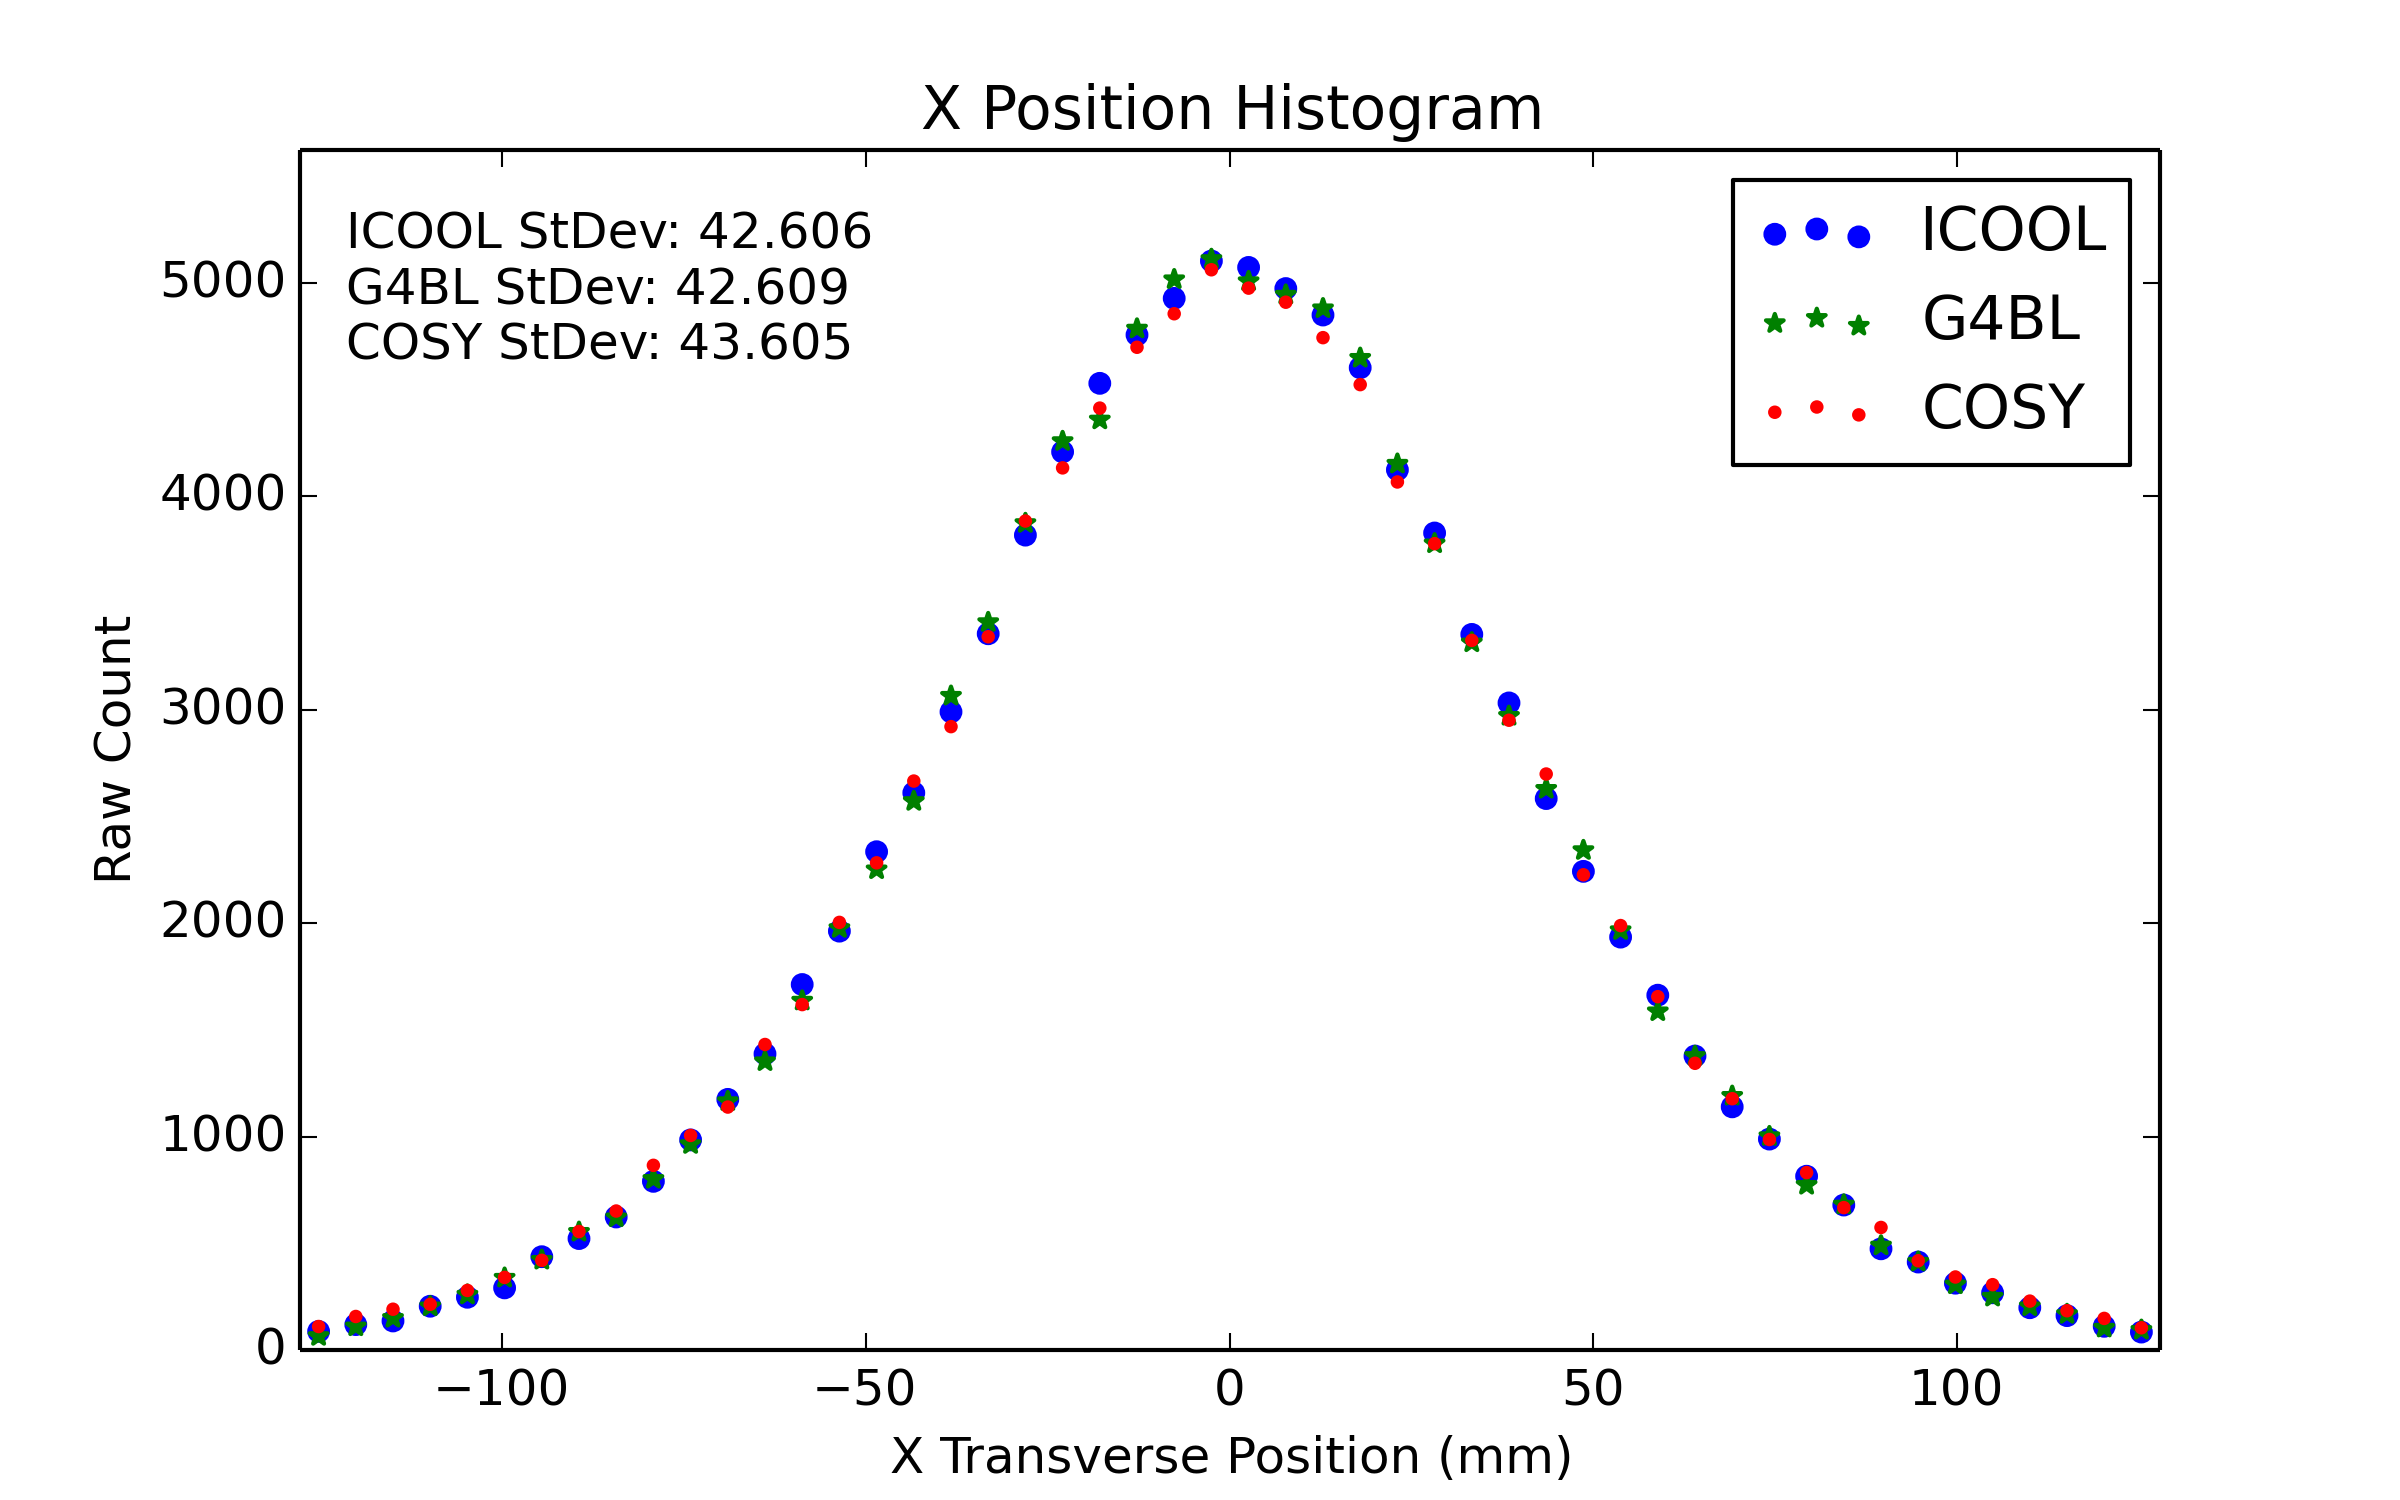 X Position Histogram
ICOOL StDev: 42.606
G4BL StDev: 42.609
COSY StDev: 43.605
ICOOL
G4BL
COSY
Raw Count
5000
4000
3000
2000
1000
0
−100
−50
0
50
100
X Transverse Position (mm)